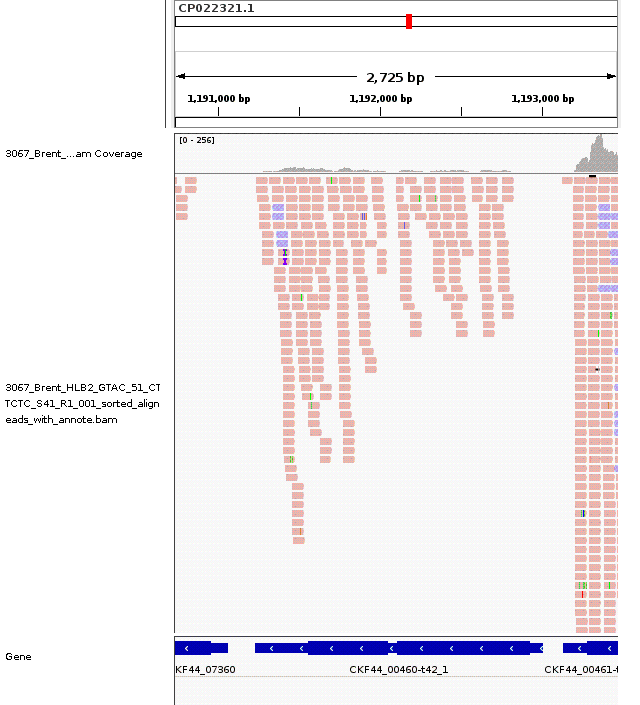 CP022321.1
2,725 bp
1,191,000 bp 1,192,000 bp 1,193,000 bp
[0 - 256]
3067_Brent_...am Coverage
3067_Brent_HLB2_GTAC_51_CT
TCTC_S41_R1_001_sorted_align
eads_with_annote.bam
Gene
KF44_07360 CKF44_00460-t42_1 CKF44_00461-t